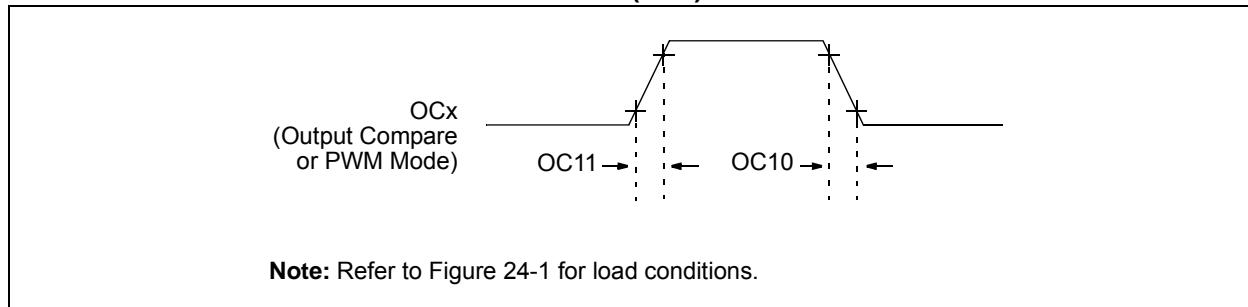 OCx
(Output Compare
or PWM Mode)
OC11
OC10
Note: Refer to Figure 24-1 for load conditions.